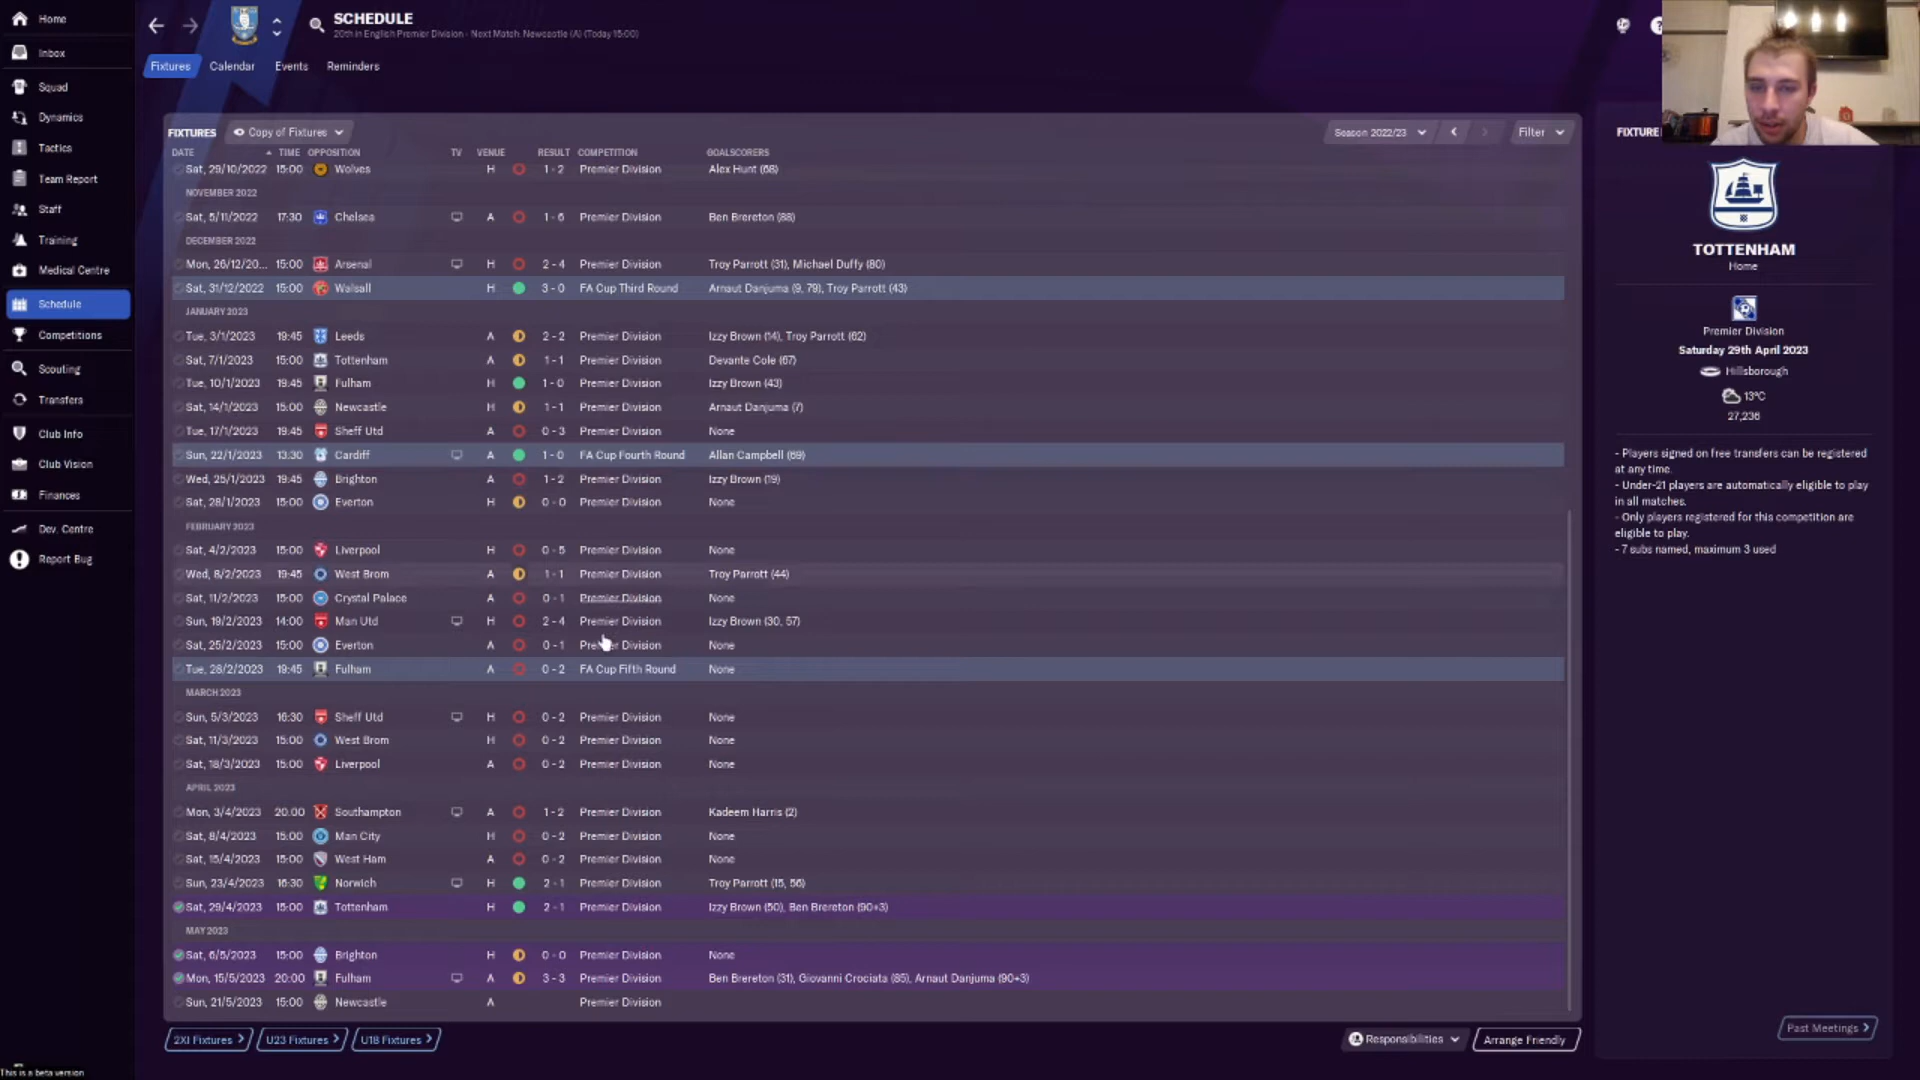 Home
Inbox
Squad
Dynamics
Tactics
Team Report
Staff
Training
Medical Centre
Schedule
Competitions
Scouting
Transfers
Club Info
Club Vision
Finances
Dev. Centre
Report Bug
This is a beta version
SCHEDULE
20th in English Premier Division - Next Match: Newcastle (A) (Today 15:00)
Fixtures Calendar Events Reminders
FIXTURES Copy of Fixtures Season 2022/23 Filter
DATE TIME OPPOSITION TV VENUE RESULT COMPETITION GOALSCORERS
Sat, 29/10/2022 15:00 Wolves H 1 - 2 Premier Division Alex Hunt (68)
NOVEMBER 2022
Sat, 5/11/2022 17:30 Chelsea A 1 - 6 Premier Division Ben Brereton (88)
DECEMBER 2022
Mon, 26/12/20... 15:00 Arsenal H 2 - 4 Premier Division Troy Parrott (31), Michael Duffy (80)
Sat, 31/12/2022 15:00 Walsall H 3 - 0 FA Cup Third Round Arnaut Danjuma (9, 79), Troy Parrott (43)
JANUARY 2023
Tue, 3/1/2023 19:45 Leeds A 2 - 2 Premier Division Izzy Brown (14), Troy Parrott (62)
Sat, 7/1/2023 15:00 Tottenham A 1 - 1 Premier Division Devante Cole (67)
Tue, 10/1/2023 19:45 Fulham H 1 - 0 Premier Division Izzy Brown (43)
Sat, 14/1/2023 15:00 Newcastle H 1 - 1 Premier Division Arnaut Danjuma (7)
Tue, 17/1/2023 19:45 Sheff Utd A 0 - 3 Premier Division None
Sun, 22/1/2023 13:30 Cardiff A 1 - 0 FA Cup Fourth Round Allan Campbell (69)
Wed, 25/1/2023 19:45 Brighton A 1 - 2 Premier Division Izzy Brown (19)
Sat, 28/1/2023 15:00 Everton H 0 - 0 Premier Division None
FEBRUARY 2023
Sat, 4/2/2023 15:00 Liverpool H 0 - 5 Premier Division None
Wed, 8/2/2023 19:45 West Brom A 1 - 1 Premier Division Troy Parrott (44)
Sat, 11/2/2023 15:00 Crystal Palace A 0 - 1 Premier Division None
Sun, 19/2/2023 14:00 Man Utd H 2 - 4 Premier Division Izzy Brown (30, 57)
Sat, 25/2/2023 15:00 Everton A 0 - 1 Premier Division None
Tue, 28/2/2023 19:45 Fulham A 0 - 2 FA Cup Fifth Round None
MARCH 2023
Sun, 5/3/2023 16:30 Sheff Utd H 0 - 2 Premier Division None
Sat, 11/3/2023 15:00 West Brom H 0 - 2 Premier Division None
Sat, 18/3/2023 15:00 Liverpool A 0 - 2 Premier Division None
APRIL 2023
Mon, 3/4/2023 20:00 Southampton A 1 - 2 Premier Division Kadeem Harris (2)
Sat, 8/4/2023 15:00 Man City H 0 - 2 Premier Division None
Sat, 15/4/2023 15:00 West Ham A 0 - 2 Premier Division None
Sun, 23/4/2023 16:30 Norwich H 2 - 1 Premier Division Troy Parrott (15, 56)
Sat, 29/4/2023 15:00 Tottenham H 2 - 1 Premier Division Izzy Brown (50), Ben Brereton (90+3)
MAY 2023
Sat, 6/5/2023 15:00 Brighton H 0 - 0 Premier Division None
Mon, 15/5/2023 20:00 Fulham A 3 - 3 Premier Division Ben Brereton (31), Giovanni Crociata (85), Arnaut Danjuma (90+3)
Sun, 21/5/2023 15:00 Newcastle A Premier Division
2XI Fixtures U23 Fixtures U18 Fixtures Responsibilities Arrange Friendly
FIXTURE
TOTTENHAM
Home
Premier Division
Saturday 29th April 2023
Hillsborough
13°C
27,236
- Players signed on free transfers can be registered
at any time.
- Under-21 players are automatically eligible to play
in all matches.
- Only players registered for this competition are
eligible to play.
- 7 subs named, maximum 3 used
Past Meetings